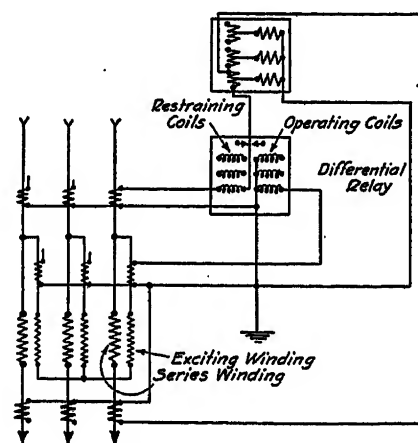 Restraining
Coils
Operating Coils
Differential
Relay
Exciting Winding
Series Winding